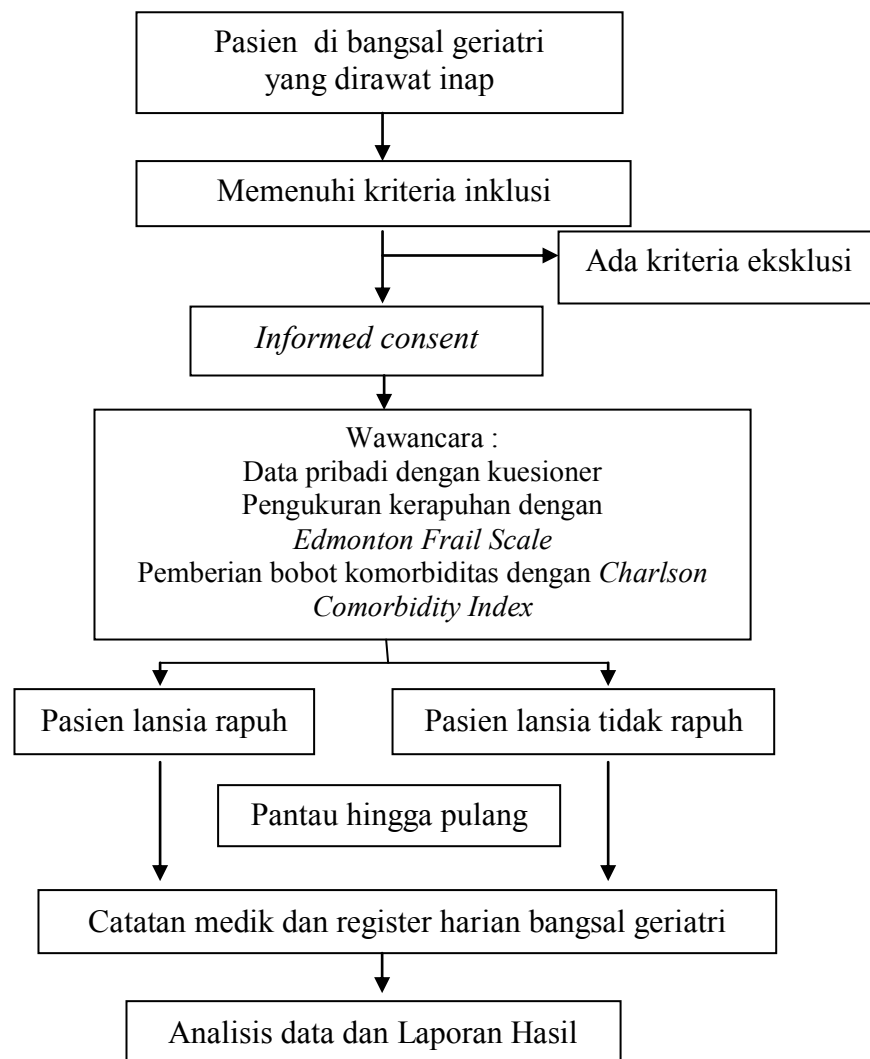 Pasien di bangsal geriatri
yang dirawat inap
Memenuhi kriteria inklusi
Ada kriteria eksklusi
Informed consent
Wawancara :
Data pribadi dengan kuesioner
Pengukuran kerapuhan dengan
Edmonton Frail Scale
Pemberian bobot komorbiditas dengan Charlson
Comorbidity Index
Pasien lansia rapuh
Pasien lansia tidak rapuh
Pantau hingga pulang
Catatan medik dan register harian bangsal geriatri
Analisis data dan Laporan Hasil